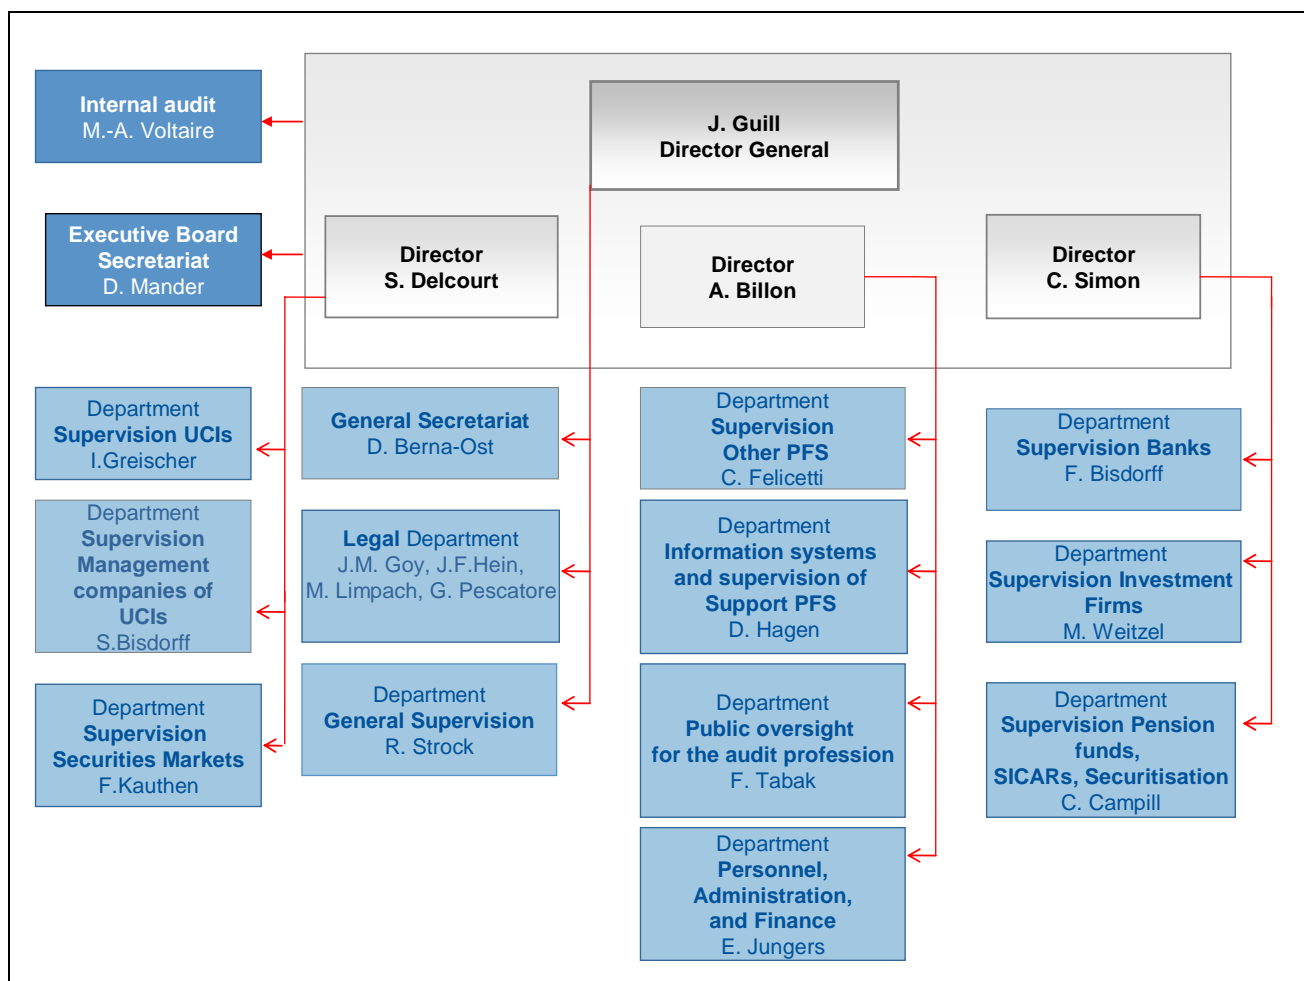 Internal audit
M.-A. Voltaire
J. Guill
Director General
Executive Board
Secretariat
D. Mander
Director
S. Delcourt
Director
A. Billon
Director
C. Simon
Department
Supervision UCIs
I.Greischer
Department
Supervision
Management
companies of
UCIs
S.Bisdorff
Department
Supervision
Securities Markets
F.Kauthen
General Secretariat
D. Berna-Ost
Legal Department
J.M. Goy, J.F.Hein,
M. Limpach, G. Pescatore
Department
General Supervision
R. Strock
Department
Supervision
Other PFS
C. Felicetti
Department
Information systems
and supervision of
Support PFS
D. Hagen
Department
Public oversight
for the audit profession
F. Tabak
Department
Personnel,
Administration,
and Finance
E. Jungers
Department
Supervision Banks
F. Bisdorff
Department
Supervision Investment
Firms
M. Weitzel
Department
Supervision Pension
funds,
SICARs, Securitisation
C. Campill